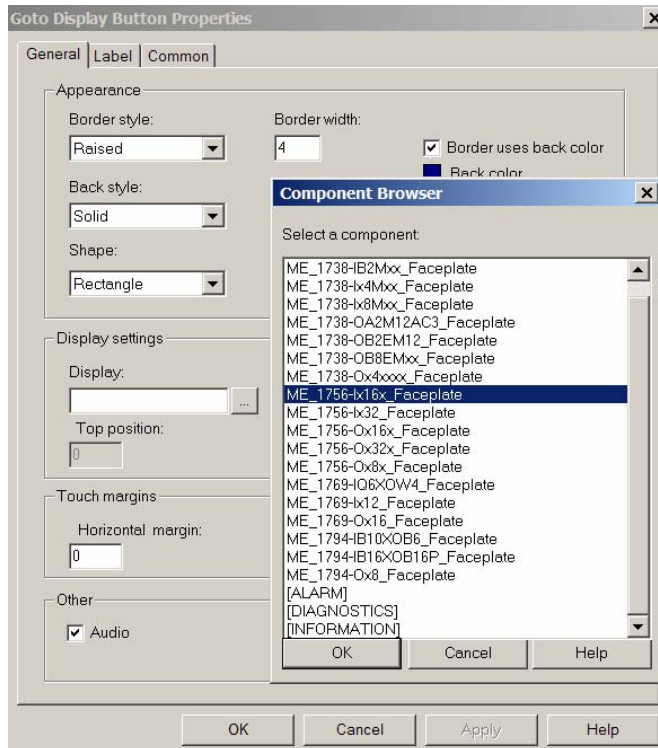 Goto Display Button Properties
General Label Common
Appearance
Border style:
Border width:
Raised
4
Border uses back color
Back color
Back style:
Solid
Shape:
Rectangle
Display settings
Display:
...
Top position:
0
Touch margins
Horizontal margin:
0
Other
Audio
OK Cancel Apply Help
Component Browser
Select a component:
ME_1738-IB2Mxx_Faceplate
ME_1738-Ix4Mxx_Faceplate
ME_1738-Ix8Mxx_Faceplate
ME_1738-OA2M12AC3_Faceplate
ME_1738-OB2EM12_Faceplate
ME_1738-OB8EMxx_Faceplate
ME_1738-Ox4xxxx_Faceplate
ME_1756-Ix16x_Faceplate
ME_1756-Ix32_Faceplate
ME_1756-Ox16x_Faceplate
ME_1756-Ox32x_Faceplate
ME_1756-Ox8x_Faceplate
ME_1769-IQ6XOW4_Faceplate
ME_1769-Ix12_Faceplate
ME_1769-Ox16_Faceplate
ME_1794-IB10XOB6_Faceplate
ME_1794-IB16XOB16P_Faceplate
ME_1794-Ox8_Faceplate
[ALARM]
[DIAGNOSTICS]
[INFORMATION]
OK Cancel Help